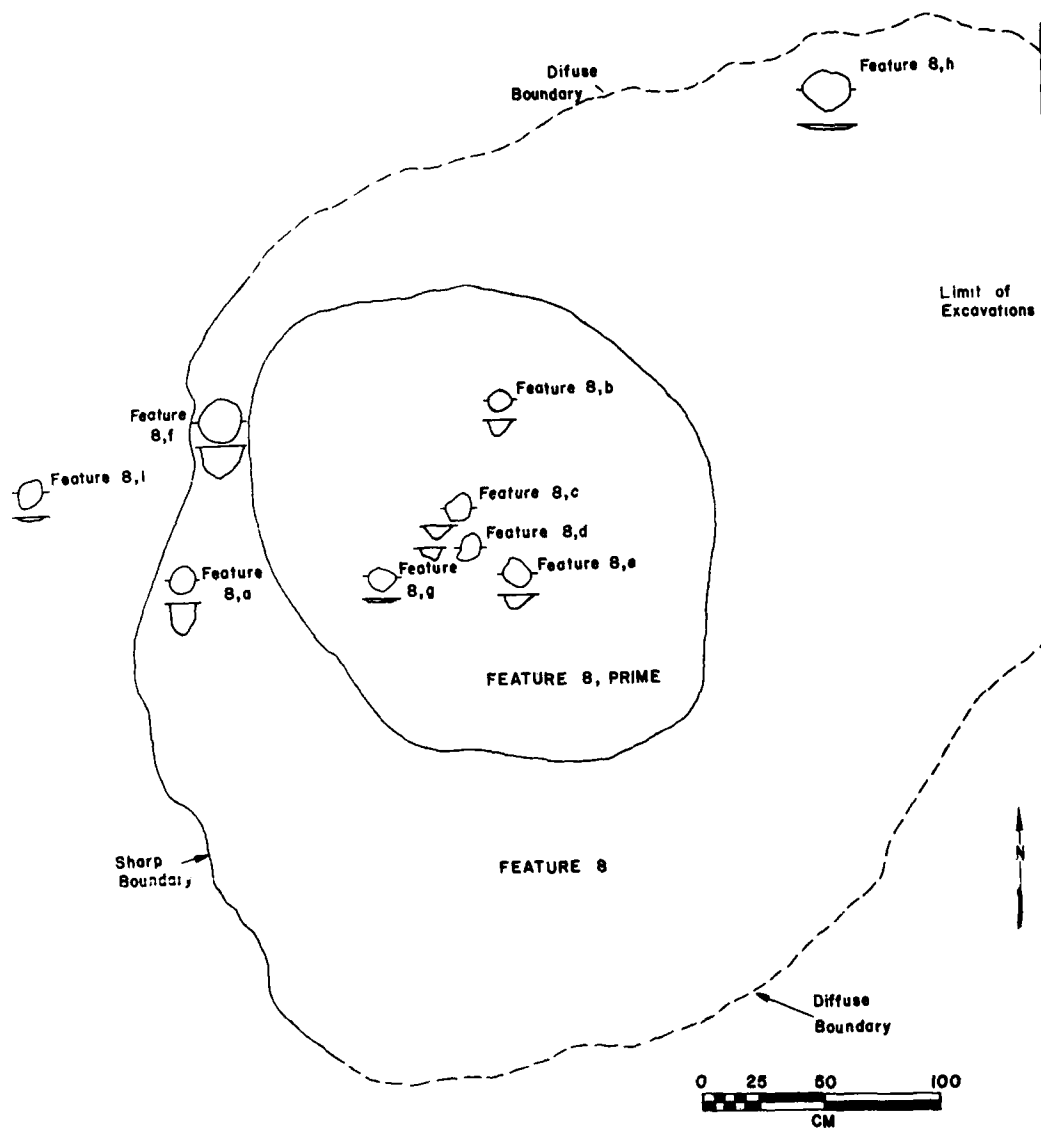 Difuse
Boundary
Feature 8,h
Limit of
Excavations
Feature 8,b
Feature
8,f
Feature 8,i
Feature 8,c
Feature 8,d
Feature
8,a
Feature
8,g
Feature 8,e
FEATURE 8, PRIME
Sharp
Boundary
FEATURE 8
N
Diffuse
Boundary
0 25 50 100
CM